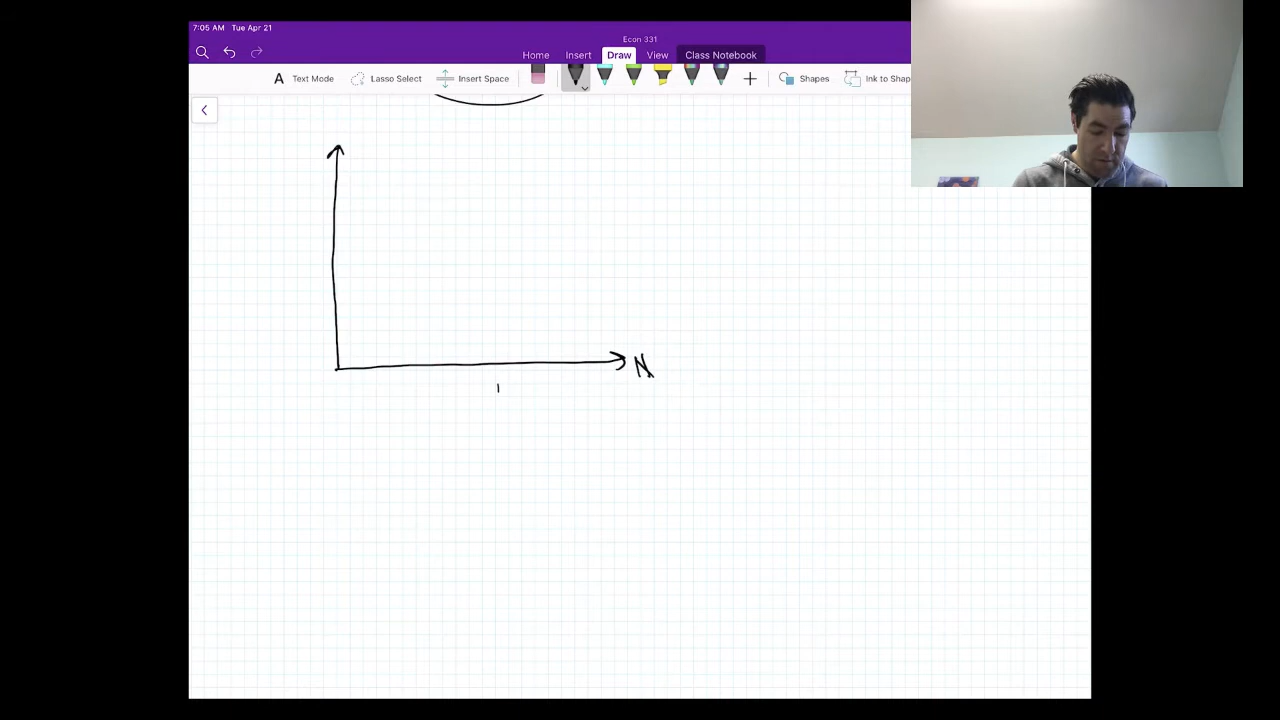 7:05 AM Tue Apr 21
Econ 331
Home Insert Draw View Class Notebook
A Text Mode Lasso Select Insert Space Shapes Ink to Shap
N